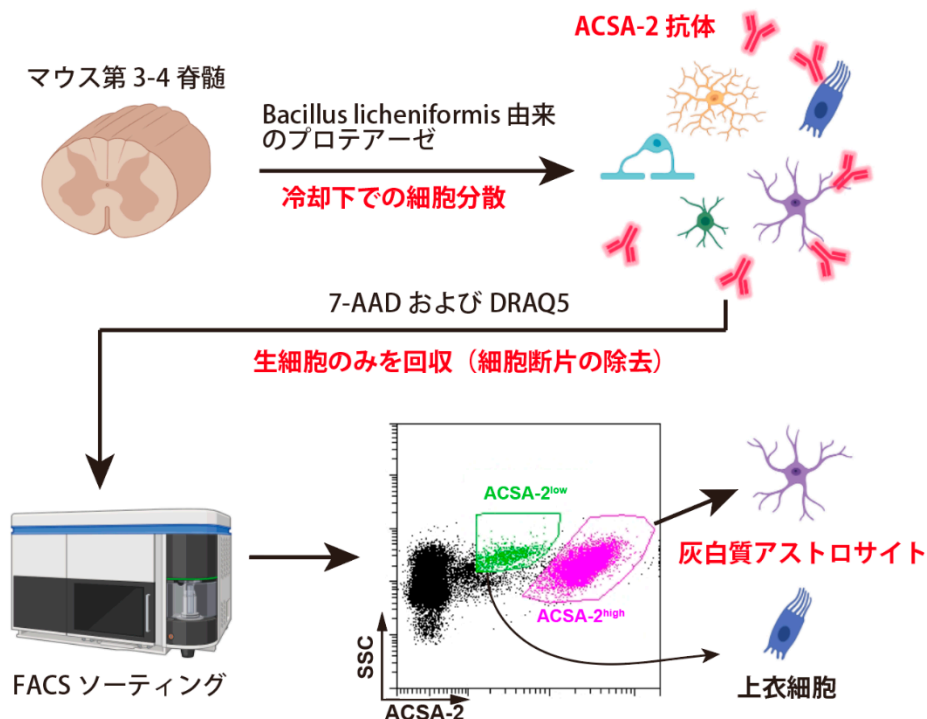 ACSA-2 抗体
マウス第 3-4 脊髄
Bacillus licheniformis 由来
のプロテアーゼ
冷却下での細胞分散
7-AAD および DRAQ5
生細胞のみを回収（細胞断片の除去）
ACSA-2low
ACSA-2high
SSC
ACSA-2
灰白質アストロサイト
上衣細胞
FACS ソーティング